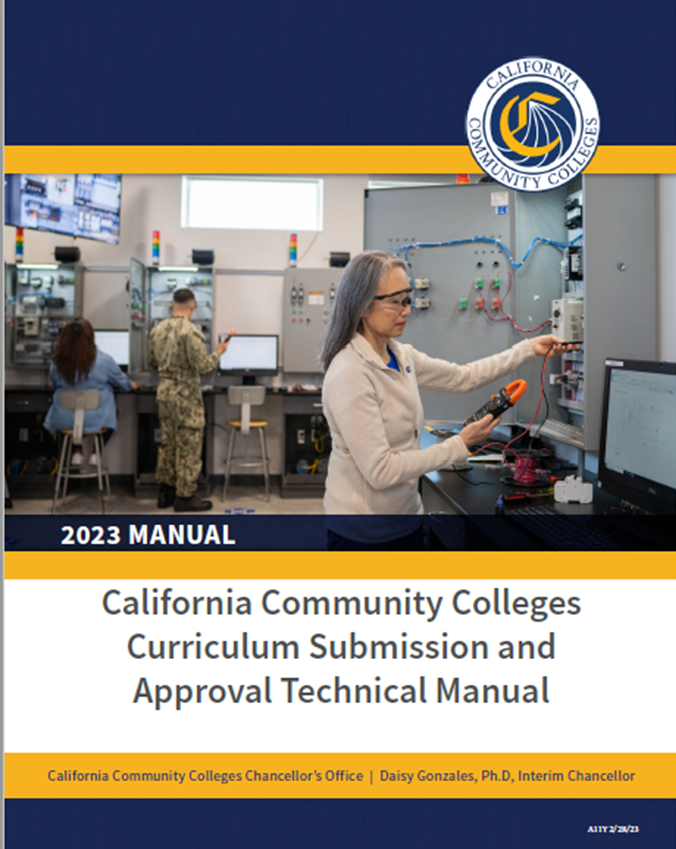 CALIFORNIA
COMMUNITY COLLEGES
2023 MANUAL
California Community Colleges
Curriculum Submission and
Approval Technical Manual
California Community Colleges Chancellor's Office | Daisy Gonzales, Ph.D, Interim Chancellor
A11Y 2/28/23